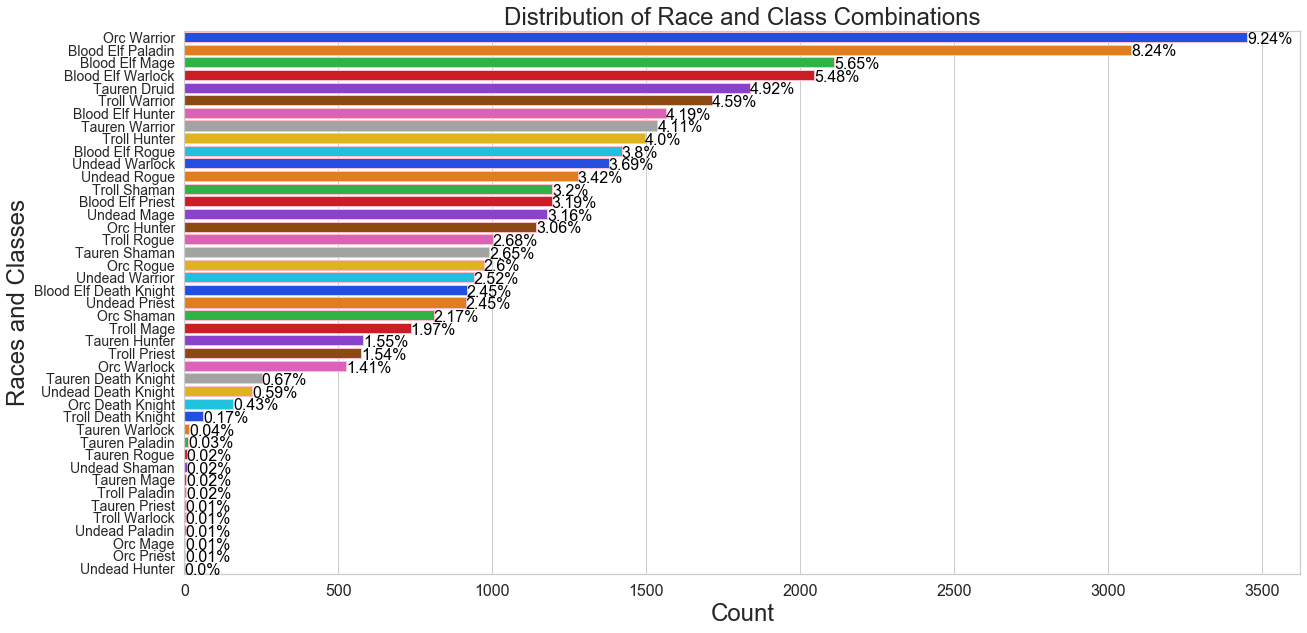 Distribution of Race and Class Combinations
Races and Classes
Orc Warrior 9.24%
Blood Elf Paladin 8.24%
Blood Elf Mage 5.65%
Blood Elf Warlock 5.48%
Tauren Druid 4.92%
Troll Warrior 4.59%
Blood Elf Hunter 4.19%
Tauren Warrior 4.11%
Troll Hunter 4.0%
Blood Elf Rogue 3.8%
Undead Warlock 3.69%
Undead Rogue 3.42%
Troll Shaman 3.2%
Blood Elf Priest 3.19%
Undead Mage 3.16%
Orc Hunter 3.06%
Troll Rogue 2.68%
Tauren Shaman 2.65%
Orc Rogue 2.6%
Undead Warrior 2.52%
Blood Elf Death Knight 2.45%
Undead Priest 2.45%
Orc Shaman 2.17%
Troll Mage 1.97%
Tauren Hunter 1.55%
Troll Priest 1.54%
Orc Warlock 1.41%
Tauren Death Knight 0.67%
Undead Death Knight 0.59%
Orc Death Knight 0.43%
Troll Death Knight 0.17%
Tauren Warlock 0.04%
Tauren Paladin 0.03%
Tauren Rogue 0.02%
Undead Shaman 0.02%
Tauren Mage 0.02%
Troll Paladin 0.02%
Tauren Priest 0.01%
Troll Warlock 0.01%
Undead Paladin 0.01%
Orc Mage 0.01%
Orc Priest 0.01%
Undead Hunter 0.0%
0 500 1000 1500 2000 2500 3000 3500
Count